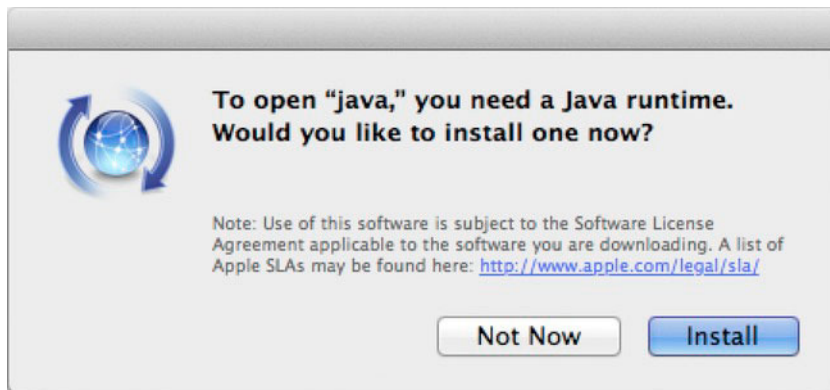 To open “java,” you need a Java runtime.
Would you like to install one now?
Note: Use of this software is subject to the Software License
Agreement applicable to the software you are downloading. A list of
Apple SLAs may be found here: http://www.apple.com/legal/sla/
Not Now
Install